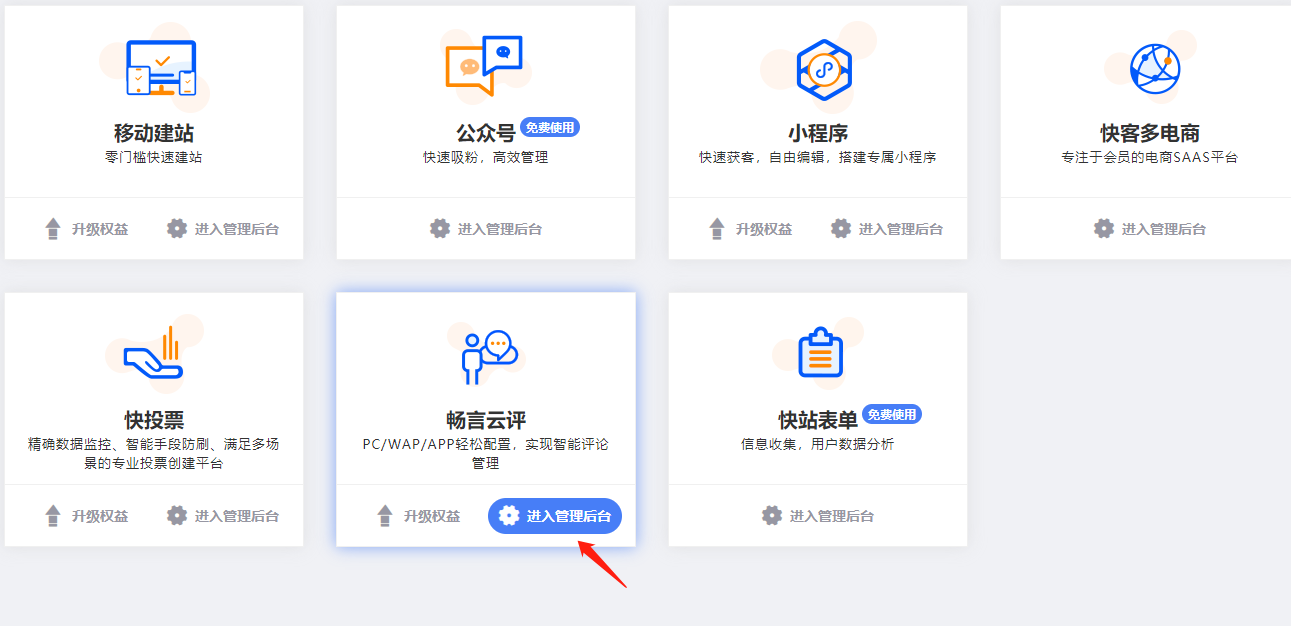 移动建站
零门槛快速建站
升级权益 进入管理后台
公众号 免费使用
快速吸粉，高效管理
进入管理后台
小程序
快速获客，自由编辑，搭建专属小程序
升级权益 进入管理后台
快客多电商
专注于会员的电商SAAS平台
进入管理后台
快投票
精确数据监控、智能手段防刷、满足多场
景的专业投票创建平台
升级权益 进入管理后台
畅言云评
PC/WAP/APP轻松配置，实现智能评论
管理
升级权益 进入管理后台
快站表单 免费使用
信息收集，用户数据分析
进入管理后台